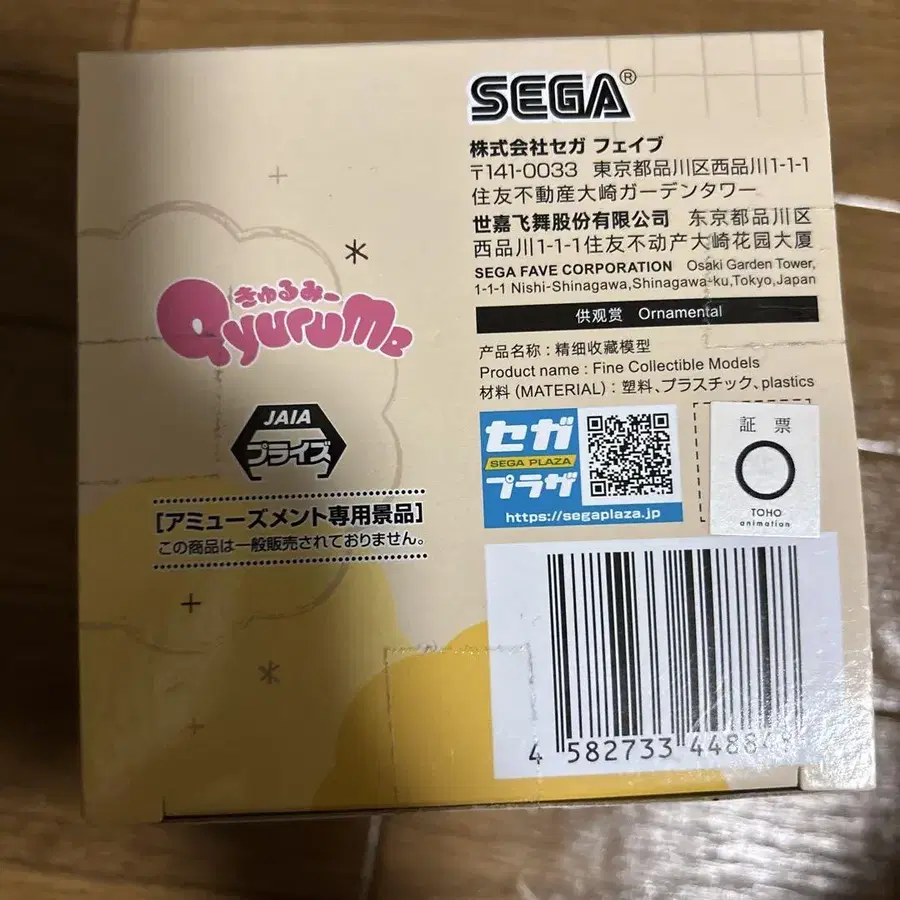 SEGA®
株式会社セガ フェイブ
〒141-0033 東京都品川区西品川1-1-1
住友不動産大崎ガーデンタワー
世嘉飞舞股份有限公司 东京都品川区
西品川1-1-1住友不动产大崎花园大厦
SEGA FAVE CORPORATION Osaki Garden Tower,
1-1-1 Nishi-Shinagawa,Shinagawa-ku,Tokyo,Japan
供观赏 Ornamental
产品名称：精细收藏模型
Product name : Fine Collectible Models
材料 (MATERIAL)：塑料、プラスチック、plastics
きゅるみー
Qyurume
JAIA
プライズ
[アミューズメント専用景品]
この商品は一般販売されておりません。
セガ
SEGA PLAZA
プラザ
https://segaplaza.jp
証票
TOHO
animation
4 582733